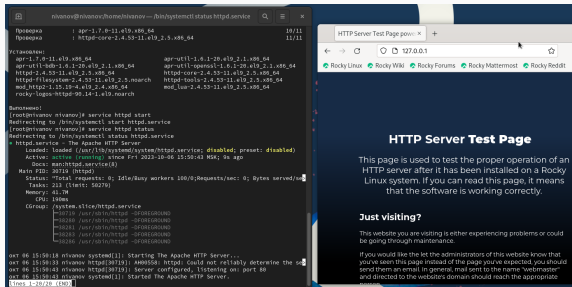 nivanov@nivanov:/home/nivanov — /bin/systemctl status httpd.service
Проверка : apr-1.7.0-11.el9.x86_64 10/11
Проверка : httpd-core-2.4.53-11.el9_2.5.x86_64 11/11
Установлен:
apr-1.7.0-11.el9.x86_64 apr-util-1.6.1-20.el9_2.1.x86_64
apr-util-bdb-1.6.1-20.el9_2.1.x86_64 apr-util-openssl-1.6.1-20.el9_2.1.x86_64
httpd-2.4.53-11.el9_2.5.x86_64 httpd-core-2.4.53-11.el9_2.5.x86_64
httpd-filesystem-2.4.53-11.el9_2.5.noarch httpd-tools-2.4.53-11.el9_2.5.x86_64
mod_http2-1.15.19-4.el9_2.4.x86_64 mod_lua-2.4.53-11.el9_2.5.x86_64
rocky-logos-httpd-90.14-1.el9.noarch
Выполнено!
[root@nivanov nivanov]# service httpd start
Redirecting to /bin/systemctl start httpd.service
[root@nivanov nivanov]# service httpd status
Redirecting to /bin/systemctl status httpd.service
● httpd.service - The Apache HTTP Server
Loaded: loaded (/usr/lib/systemd/system/httpd.service; disabled; preset: disabled)
Active: active (running) since Fri 2023-10-06 15:50:43 MSK; 9s ago
Docs: man:httpd.service(8)
Main PID: 30719 (httpd)
Status: "Total requests: 0; Idle/Busy workers 100/0;Requests/sec: 0; Bytes served/se>
Tasks: 213 (limit: 50279)
Memory: 41.7M
CPU: 199ms
CGroup: /system.slice/httpd.service
├─30719 /usr/sbin/httpd -DFOREGROUND
/usr/sbin/httpd -DFOREGROUND
/usr/sbin/httpd -DFOREGROUND
/usr/sbin/httpd -DFOREGROUND
/usr/sbin/httpd -DFOREGROUND
окт 06 15:50:18 nivanov systemd[1]: Starting The Apache HTTP Server...
окт 06 15:50:43 nivanov httpd[30719]: AH00558: httpd: Could not reliably determine the se>
окт 06 15:50:43 nivanov httpd[30719]: Server configured, listening on: port 80
окт 06 15:50:43 nivanov systemd[1]: Started The Apache HTTP Server.
lines 1-20/20 (END)
HTTP Server Test Page powe
127.0.0.1
Rocky Linux Rocky Wiki Rocky Forums Rocky Mattermost Rocky Reddit
HTTP Server Test Page
This page is used to test the proper operation of an
HTTP server after it has been installed on a Rocky
Linux system. If you can read this page, it means
that the software is working correctly.
Just visiting?
This website you are visiting is either experiencing problems or could
be going through maintenance.
If you would like the let the administrators of this website know that
you've seen this page instead of the page you've expected, you should
send them an email. In general, mail sent to the name "webmaster"
and directed to the website's domain should reach the appropriate